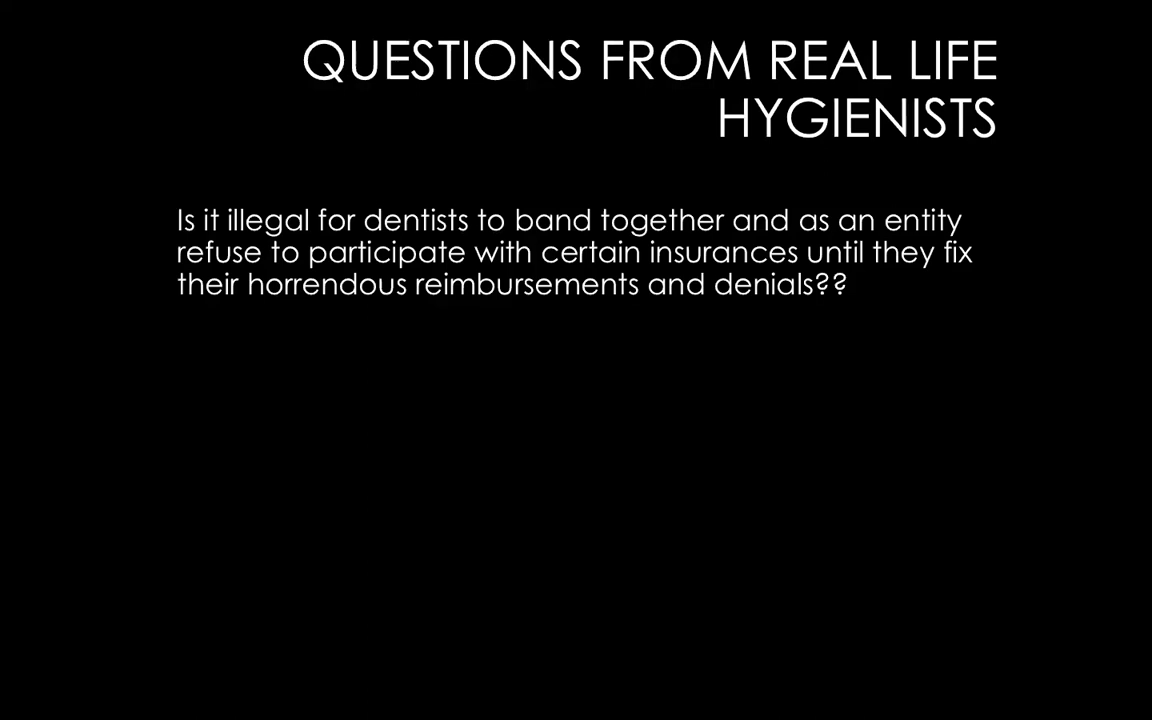 QUESTIONS FROM REAL LIFE
HYGIENISTS
Is it illegal for dentists to band together and as an entity
refuse to participate with certain insurances until they fix
their horrendous reimbursements and denials??